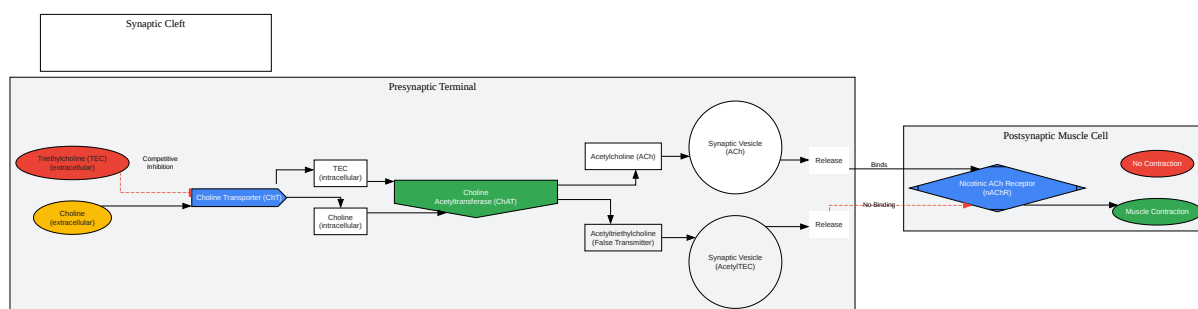 Synaptic Cleft
Presynaptic Terminal
Triethylcholine (TEC)
(extracellular)
Competitive
Inhibition
Choline
(extracellular)
Choline Transporter (ChT)
TEC
(intracellular)
Choline
(intracellular)
Choline
Acetyltransferase (ChAT)
Acetylcholine (ACh)
Acetyltriethylcholine
(False Transmitter)
Synaptic Vesicle
(ACh)
Synaptic Vesicle
(AcetylTEC)
Release
Release
Binds
No Binding
Postsynaptic Muscle Cell
Nicotinic ACh Receptor
(nAChR)
No Contraction
Muscle Contraction